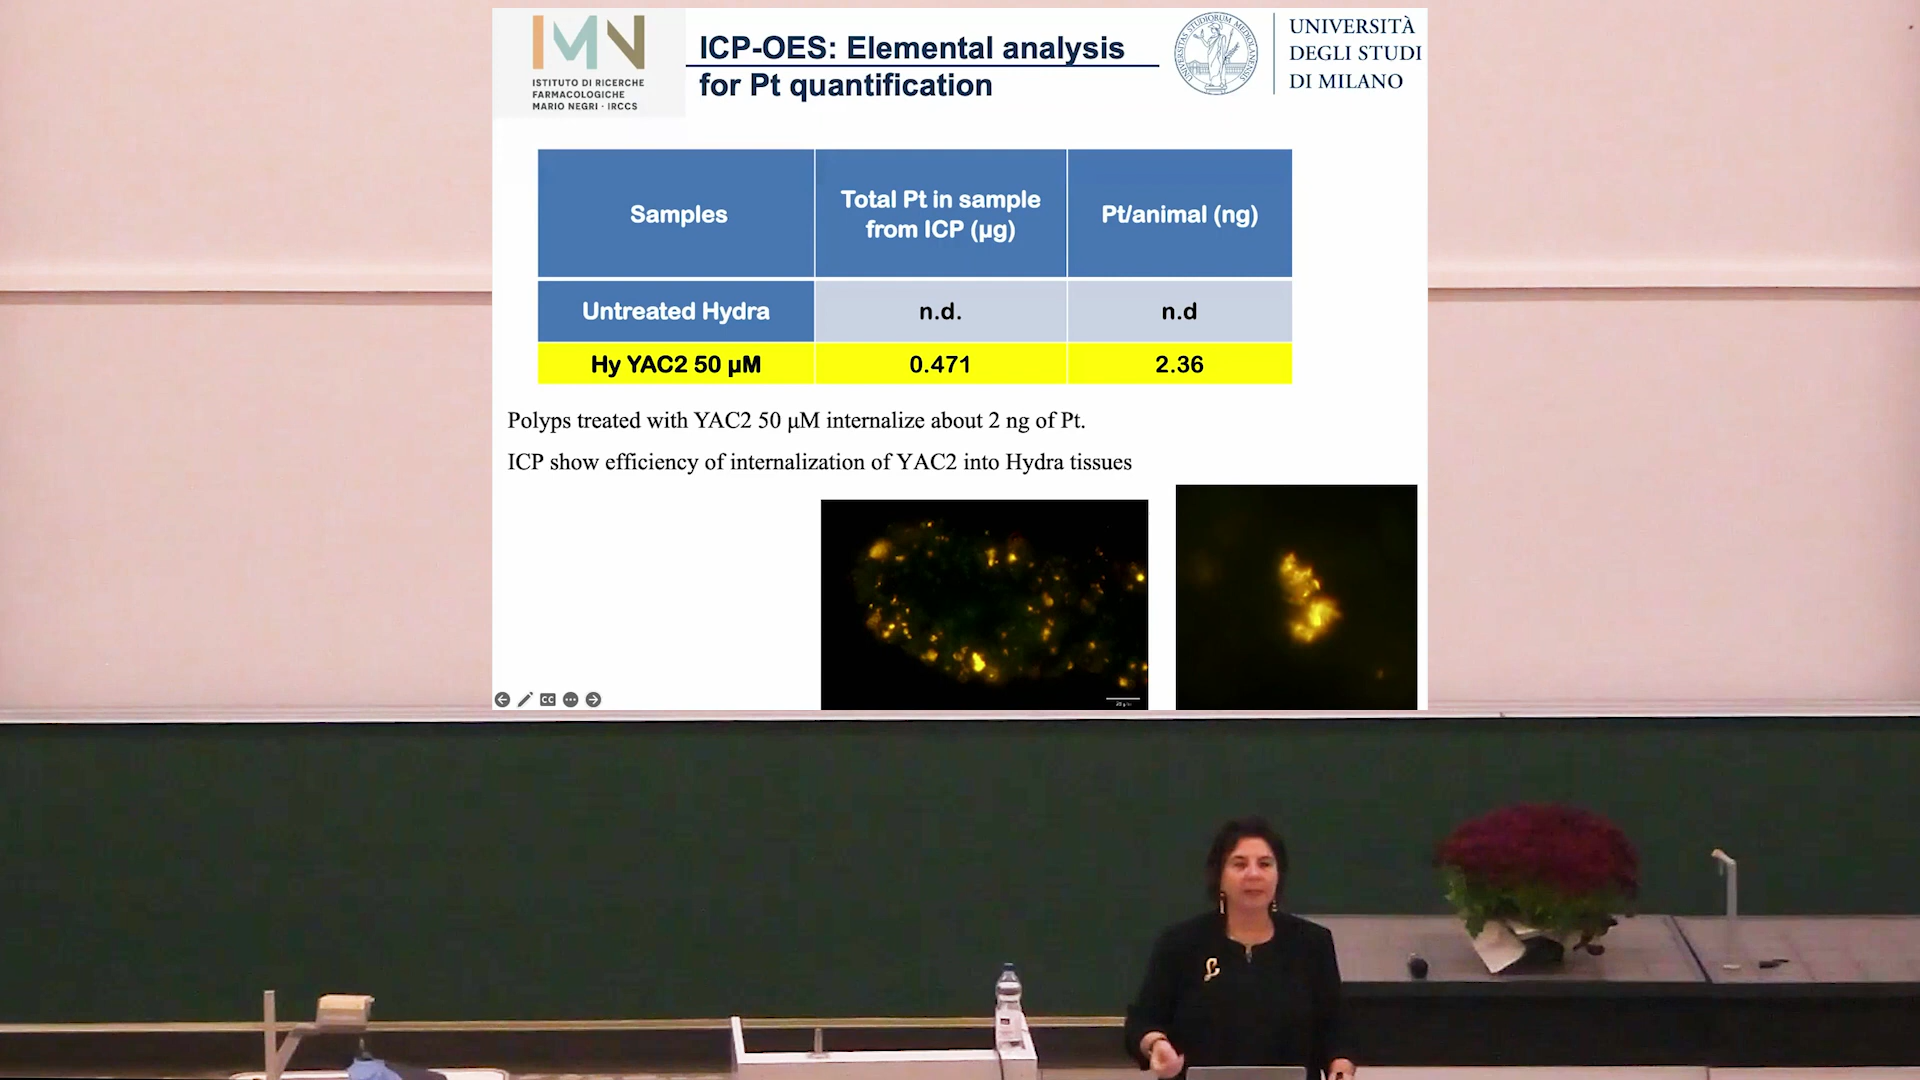 IMN
ISTITUTO DI RICERCHE
FARMACOLOGICHE
MARIO NEGRI · IRCCS
ICP-OES: Elemental analysis
for Pt quantification
UNIVERSITÀ
DEGLI STUDI
DI MILANO
Samples
Total Pt in sample
from ICP (µg)
Pt/animal (ng)
Untreated Hydra
n.d.
n.d
Hy YAC2 50 µM
0.471
2.36
Polyps treated with YAC2 50 µM internalize about 2 ng of Pt.
ICP show efficiency of internalization of YAC2 into Hydra tissues
CC